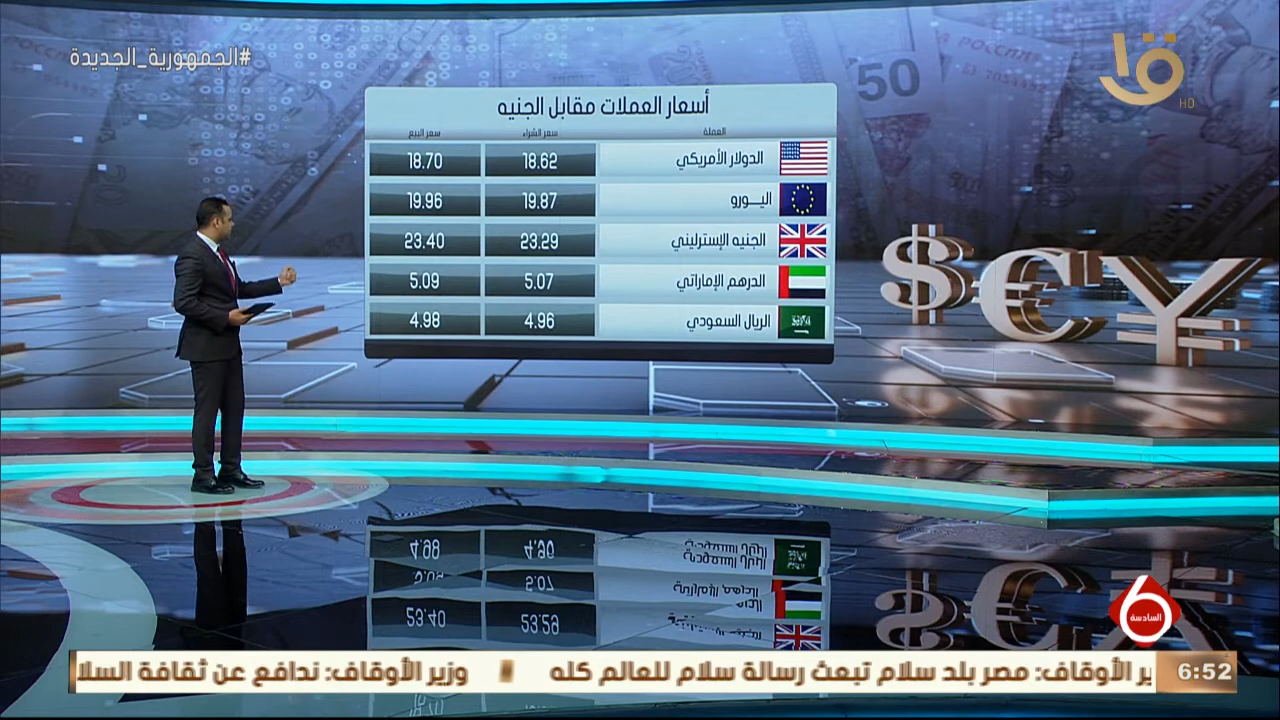 #الجمهورية_الجديدة
HD
50
РОССИИ
أسعار العملات مقابل الجنيه
العملة سعر الشراء سعر البيع
الدولار الأمريكي 18.62 18.70
اليـــورو 19.87 19.96
الجنيه الإسترليني 23.29 23.40
الدرهم الإماراتي 5.07 5.09
الريال السعودي 4.96 4.98
$€¥
6
السادسة
6:52 ير الأوقاف: مصر بلد سلام تبعث رسالة سلام للعالم كله وزير الأوقاف: ندافع عن ثقافة السلا